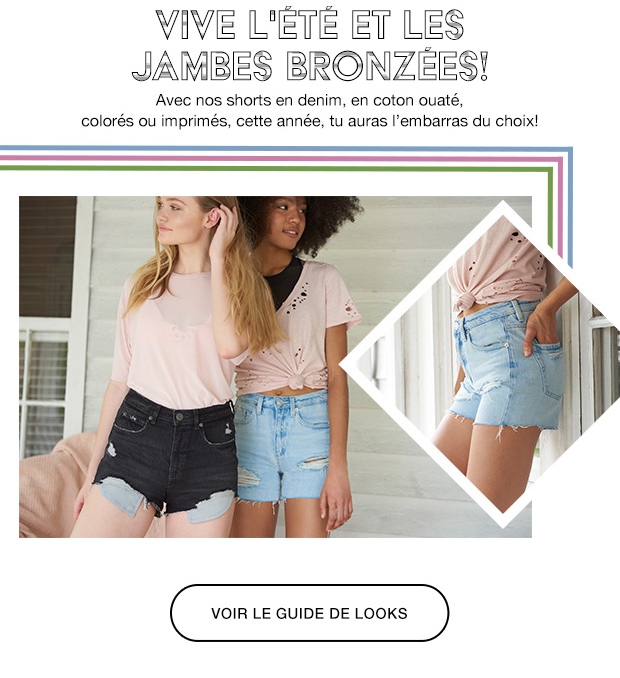 VIVE L'ÉTÉ ET LES
JAMBES BRONZÉES!
Avec nos shorts en denim, en coton ouaté,
colorés ou imprimés, cette année, tu auras l’embarras du choix!
VOIR LE GUIDE DE LOOKS